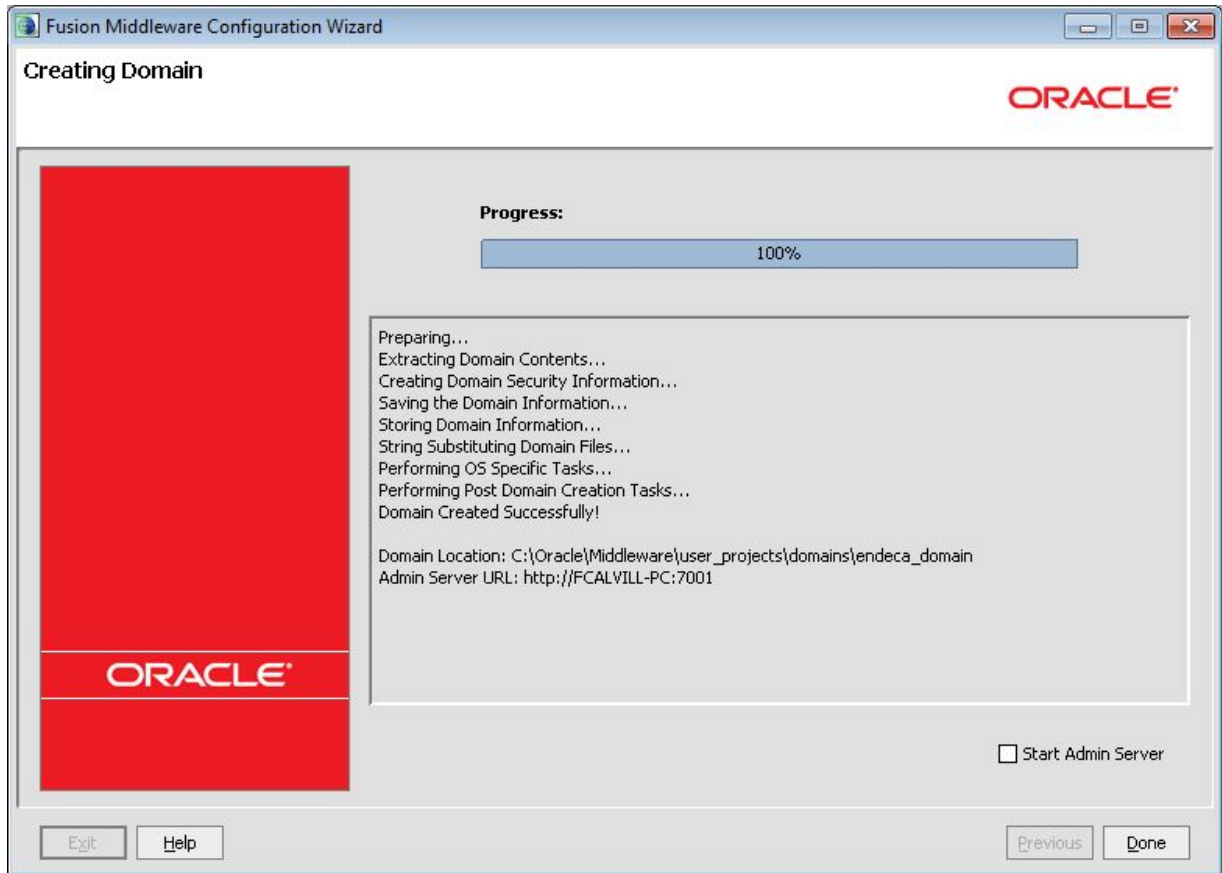 Fusion Middleware Configuration Wizard
Creating Domain
ORACLE
Progress:
100%
Preparing...
Extracting Domain Contents...
Creating Domain Security Information...
Saving the Domain Information...
Storing Domain Information...
String Substituting Domain Files...
Performing OS Specific Tasks...
Performing Post Domain Creation Tasks...
Domain Created Successfully!
Domain Location: C:\Oracle\Middleware\user_projects\domains\endeca_domain
Admin Server URL: http://FCALVILL-PC:7001
ORACLE
Start Admin Server
Exit
Help
Previous
Done